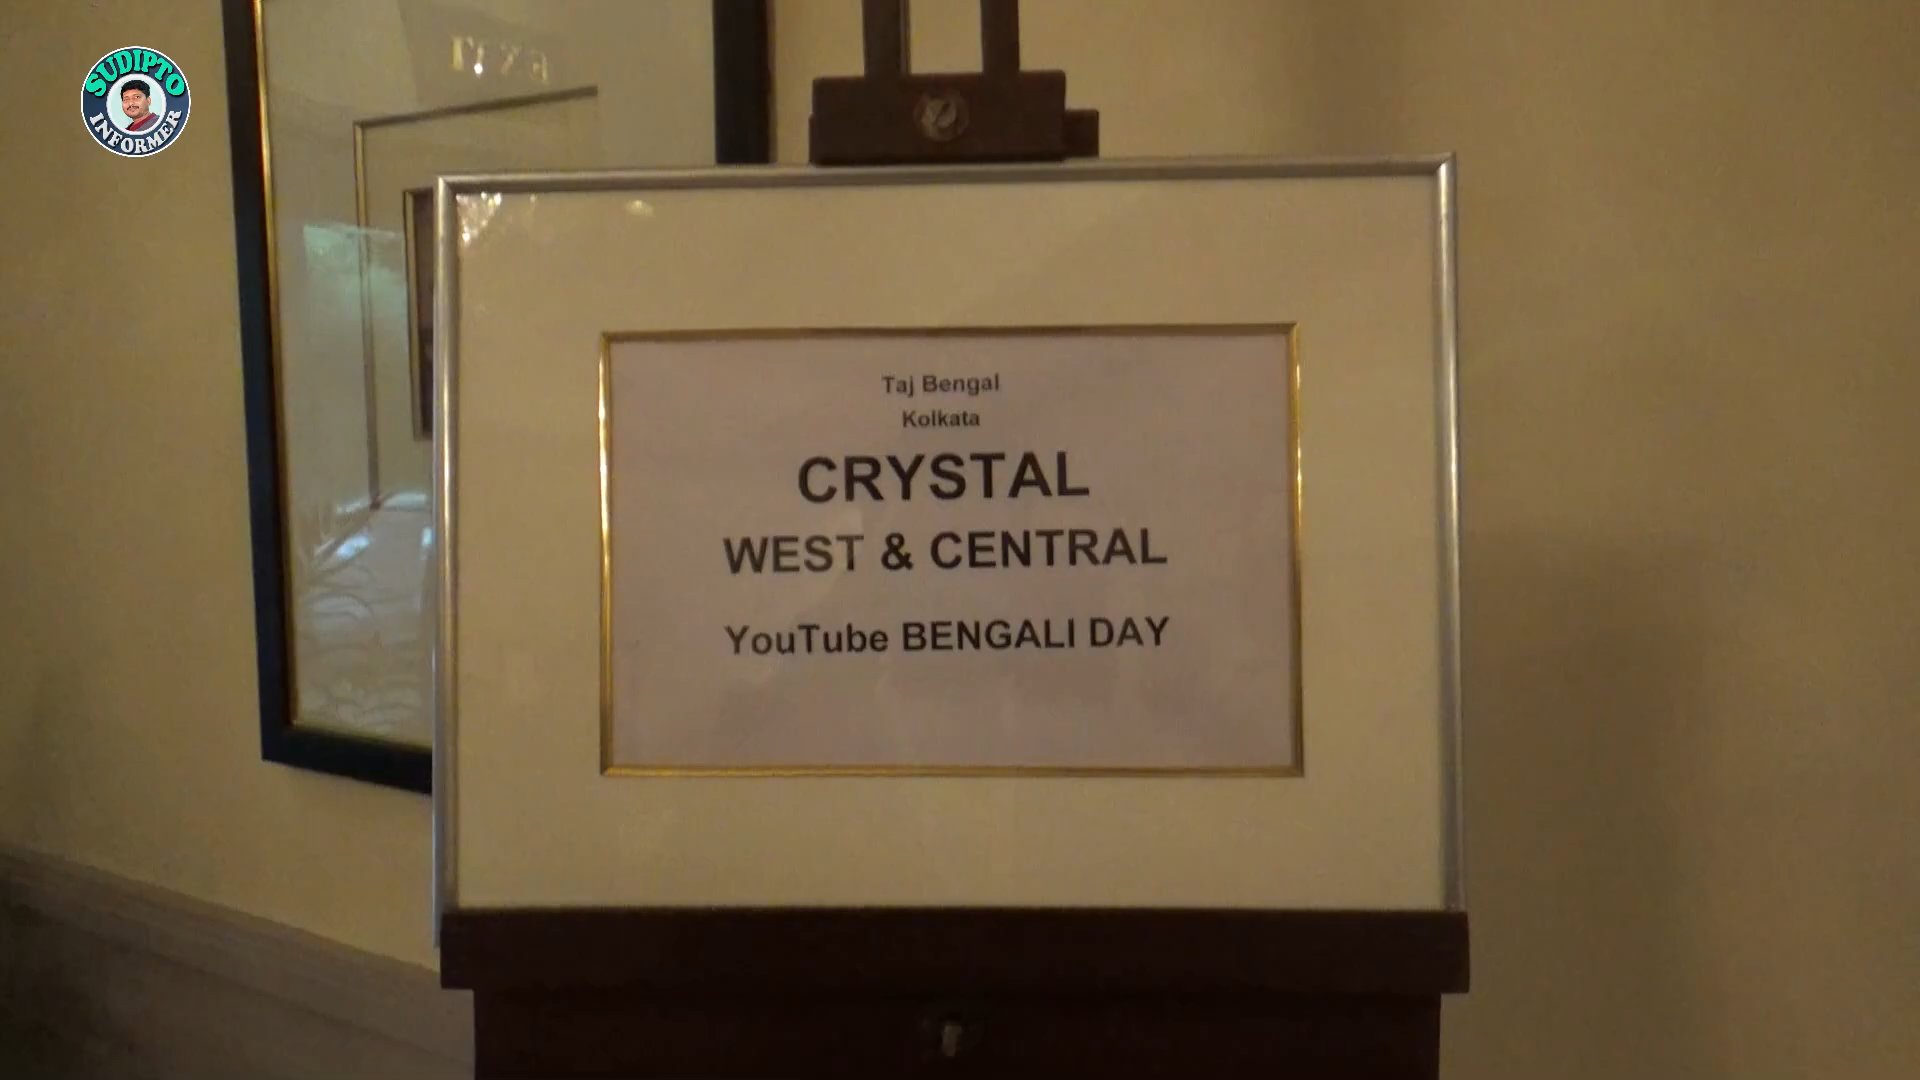 SUDIPTO
INFORMER
Taj Bengal
Kolkata
CRYSTAL
WEST & CENTRAL
YouTube BENGALI DAY